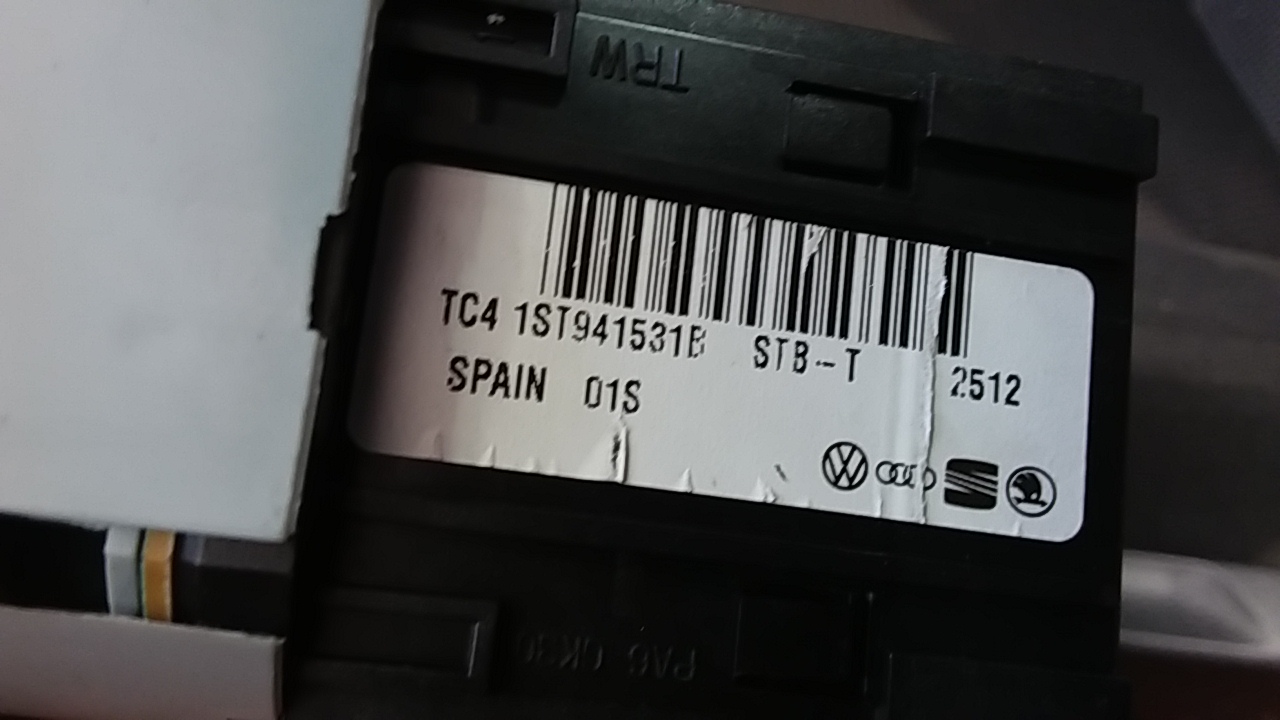 TRW
TC4 1ST941531B STB-T 2512
SPAIN 01S